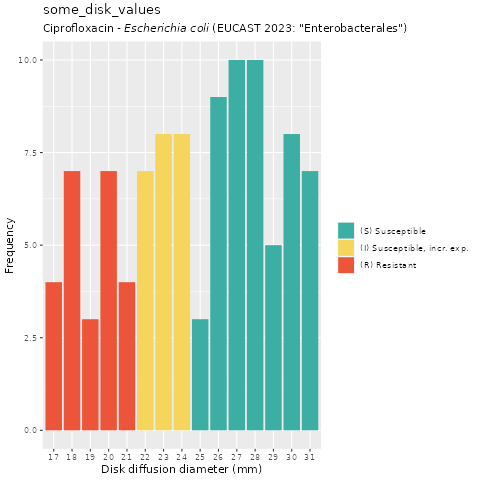 some_disk_values
Ciprofloxacin - Escherichia coli (EUCAST 2023: "Enterobacterales")
Frequency
10.0
7.5
5.0
2.5
0.0
17 18 19 20 21 22 23 24 25 26 27 28 29 30 31
Disk diffusion diameter (mm)
(S) Susceptible
(I) Susceptible, incr. exp.
(R) Resistant